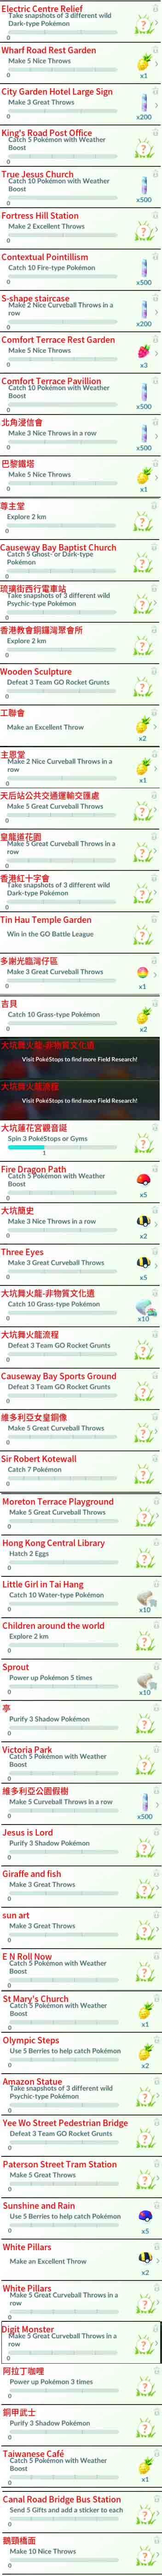 Electric Centre Relief
Take snapshots of 3 different wild
Dark-type Pokémon
0
Wharf Road Rest Garden
Make 5 Nice Throws
0
x1
City Garden Hotel Large Sign
Make 3 Great Throws
0
x200
King's Road Post Office
Catch 5 Pokémon with Weather
Boost
0
True Jesus Church
Catch 10 Pokémon with Weather
Boost
0
x500
Fortress Hill Station
Make 2 Excellent Throws
0
Contextual Pointillism
Catch 10 Fire-type Pokémon
0
x500
S-shape staircase
Make 2 Nice Curveball Throws in a
row
0
x200
Comfort Terrace Rest Garden
Make 5 Nice Throws
0
x3
Comfort Terrace Pavillion
Catch 10 Pokémon with Weather
Boost
0
x500
北角浸信會
Make 3 Nice Throws in a row
0
x500
巴黎鐵塔
Make 5 Nice Throws
0
x1
尊主堂
Explore 2 km
0
Causeway Bay Baptist Church
Catch 5 Ghost- or Dark-type
Pokémon
0
琉璃街西行電車站
Take snapshots of 3 different wild
Psychic-type Pokémon
0
香港教會銅鑼灣聚會所
Explore 2 km
0
Wooden Sculpture
Defeat 3 Team GO Rocket Grunts
0
工聯會
Make an Excellent Throw
x2
主恩堂
Make 2 Nice Curveball Throws in a
row
0
x1
天后站公共交通運輸交匯處
Make 5 Great Curveball Throws
0
皇龍道花園
Make 5 Great Curveball Throws in a
row
0
香港紅十字會
Take snapshots of 3 different wild
Dark-type Pokémon
0
Tin Hau Temple Garden
Win in the GO Battle League
多謝光臨灣仔區
Make 3 Great Curveball Throws
0
x1
吉貝
Catch 10 Grass-type Pokémon
0
x2
大坑舞火龍-非物質文化遺
Visit PokéStops to find more Field Research!
大坑舞火龍流程
Visit PokéStops to find more Field Research!
大坑蓮花宮觀音誕
Spin 3 PokéStops or Gyms
1
Fire Dragon Path
Catch 5 Pokémon with Weather
Boost
0
x5
大坑簡史
Make 3 Nice Throws in a row
0
x2
Three Eyes
Make 3 Great Curveball Throws
0
x5
大坑舞火龍-非物質文化遺
Catch 10 Grass-type Pokémon
0
x10
大坑舞火龍流程
Defeat 3 Team GO Rocket Grunts
0
Causeway Bay Sports Ground
Defeat 3 Team GO Rocket Grunts
0
維多利亞女皇銅像
Make 5 Great Curveball Throws
0
Sir Robert Kotewall
Catch 7 Pokémon
0
Moreton Terrace Playground
Make 5 Great Curveball Throws
0
Hong Kong Central Library
Hatch 2 Eggs
0
Little Girl in Tai Hang
Catch 10 Water-type Pokémon
0
x10
Children around the world
Explore 2 km
0
Sprout
Power up Pokémon 5 times
0
x10
亭
Purify 3 Shadow Pokémon
0
Victoria Park
Catch 5 Pokémon with Weather
Boost
0
維多利亞公園假樹
Make 5 Curveball Throws in a row
0
x500
Jesus is Lord
Purify 3 Shadow Pokémon
0
Giraffe and fish
Make 3 Great Throws
0
sun art
Make 3 Great Throws
0
E N Roll Now
Catch 5 Pokémon with Weather
Boost
0
St Mary's Church
Catch 5 Pokémon with Weather
Boost
0
x1
Olympic Steps
Use 5 Berries to help catch Pokémon
0
x2
Amazon Statue
Take snapshots of 3 different wild
Psychic-type Pokémon
0
Yee Wo Street Pedestrian Bridge
Defeat 3 Team GO Rocket Grunts
0
Paterson Street Tram Station
Make 5 Great Throws
0
Sunshine and Rain
Use 5 Berries to help catch Pokémon
0
x5
White Pillars
Make an Excellent Throw
x2
White Pillars
Make 5 Great Curveball Throws in a
row
0
Digit Monster
Make 5 Great Curveball Throws in a
row
0
阿拉丁咖哩
Power up Pokémon 3 times
0
銅甲武士
Purify 3 Shadow Pokémon
0
Taiwanese Café
Catch 5 Pokémon with Weather
Boost
0
x1
Canal Road Bridge Bus Station
Send 5 Gifts and add a sticker to each
0
鵝頸橋面
Make 10 Nice Throws
0